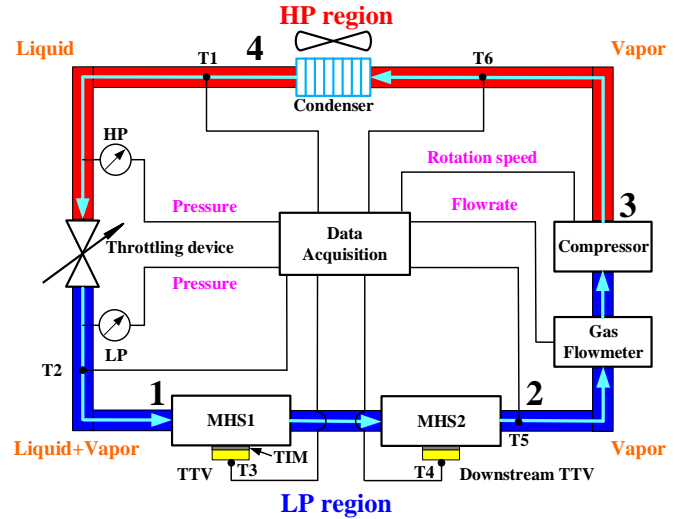 HP region
Liquid
4
Vapor
T1
T6
Condenser
HP
Rotation speed
3
Pressure
Flowrate
Throttling device
Data
Acquisition
Compressor
Pressure
LP
Gas
Flowmeter
T2
1
2
MHS1
MHS2
T5
Liquid+Vapor
TIM
Vapor
TTV
T3
T4
Downstream TTV
LP region